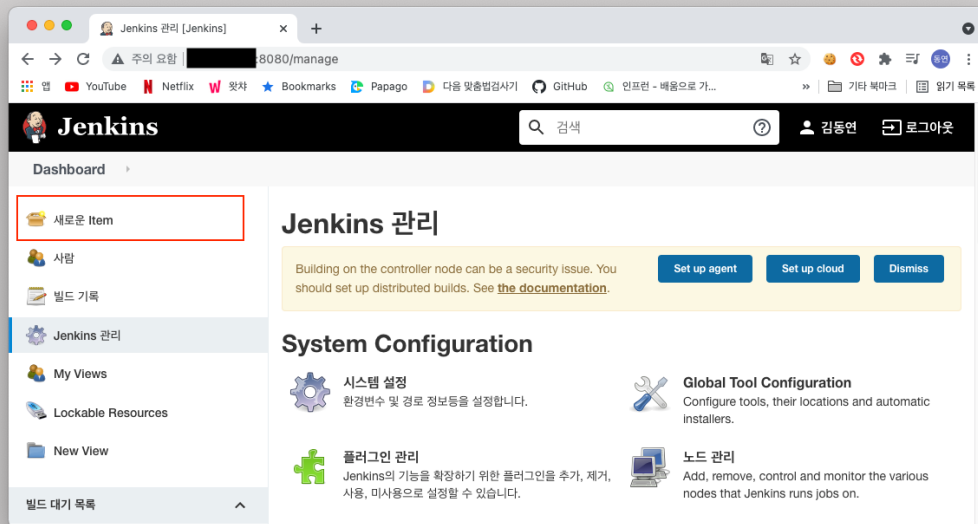 Jenkins 관리 [Jenkins]
주의 요함
:8080/manage
앱
YouTube
Netflix
왓챠
Bookmarks
Papago
다음 맞춤법검사기
GitHub
인프런 - 배움으로 가...
»
기타 북마크
읽기 목록
동연
Jenkins
검색
김동연
로그아웃
Dashboard
새로운 Item
사람
빌드 기록
Jenkins 관리
My Views
Lockable Resources
New View
빌드 대기 목록
Jenkins 관리
Building on the controller node can be a security issue. You
should set up distributed builds. See the documentation.
Set up agent
Set up cloud
Dismiss
System Configuration
시스템 설정
환경변수 및 경로 정보등을 설정합니다.
Global Tool Configuration
Configure tools, their locations and automatic
installers.
플러그인 관리
Jenkins의 기능을 확장하기 위한 플러그인을 추가, 제거,
사용, 미사용으로 설정할 수 있습니다.
노드 관리
Add, remove, control and monitor the various
nodes that Jenkins runs jobs on.